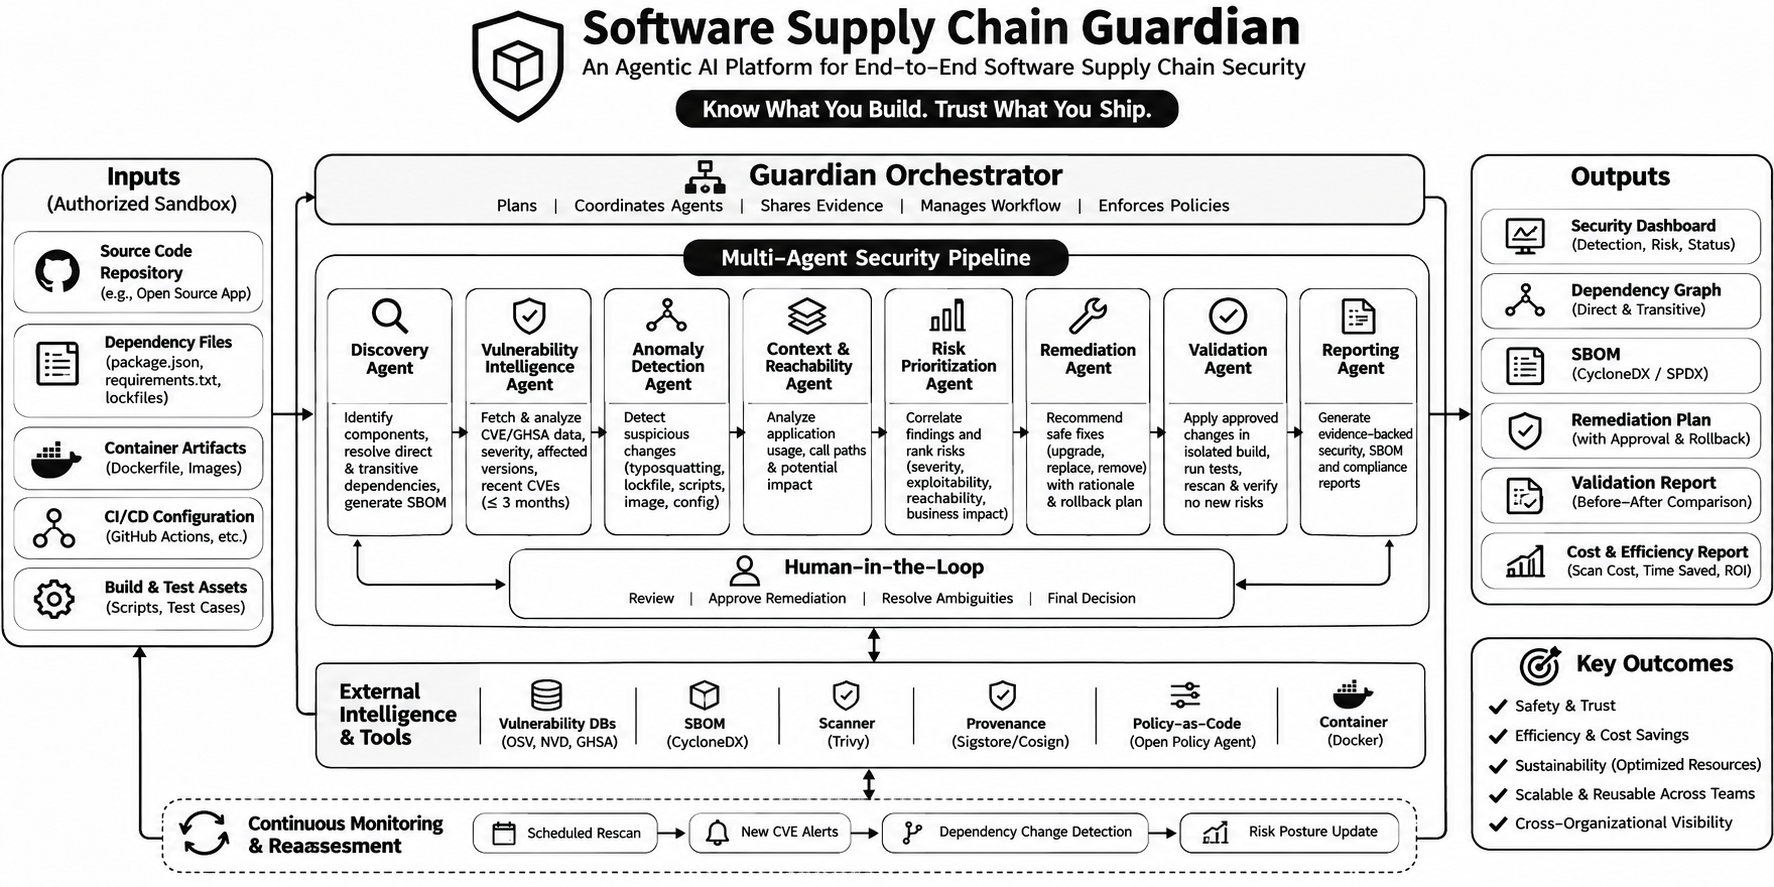 Software Supply Chain Guardian
An Agentic AI Platform for End-to-End Software Supply Chain Security
Know What You Build. Trust What You Ship.
Inputs
(Authorized Sandbox)
Source Code
Repository
(e.g., Open Source App)
Dependency Files
(package.json,
requirements.txt,
lockfiles)
Container Artifacts
(Dockerfile, Images)
CI/CD Configuration
(GitHub Actions, etc.)
Build & Test Assets
(Scripts, Test Cases)
Guardian Orchestrator
Plans | Coordinates Agents | Shares Evidence | Manages Workflow | Enforces Policies
Multi-Agent Security Pipeline
Discovery
Agent
Identify
components,
resolve direct
& transitive
dependencies,
generate SBOM
Vulnerability
Intelligence
Agent
Fetch & analyze
CVE/GHSA data,
severity, affected
versions,
recent CVEs
(≤ 3 months)
Anomaly
Detection
Agent
Detect
suspicious
changes
(typosquatting,
lockfile, scripts,
image, config)
Context &
Reachability
Agent
Analyze
application
usage, call paths
& potential
impact
Risk
Prioritization
Agent
Correlate
findings and
rank risks
(severity,
exploitability,
reachability,
business impact)
Remediation
Agent
Recommend
safe fixes
(upgrade,
replace, remove)
with rationale
& rollback plan
Validation
Agent
Apply approved
changes in
isolated build,
run tests,
rescan & verify
no new risks
Reporting
Agent
Generate
evidence-backed
security, SBOM
and compliance
reports
Human-in-the-Loop
Review | Approve Remediation | Resolve Ambiguities | Final Decision
External
Intelligence
& Tools
Vulnerability DBs
(OSV, NVD, GHSA)
SBOM
(CycloneDX)
Scanner
(Trivy)
Provenance
(Sigstore/Cosign)
Policy-as-Code
(Open Policy Agent)
Container
(Docker)
Continuous Monitoring
& Reaassesment
Scheduled Rescan
New CVE Alerts
Dependency Change Detection
Risk Posture Update
Outputs
Security Dashboard
(Detection, Risk, Status)
Dependency Graph
(Direct & Transitive)
SBOM
(CycloneDX / SPDX)
Remediation Plan
(with Approval & Rollback)
Validation Report
(Before-After Comparison)
Cost & Efficiency Report
(Scan Cost, Time Saved, ROI)
Key Outcomes
Safety & Trust
Efficiency & Cost Savings
Sustainability (Optimized Resources)
Scalable & Reusable Across Teams
Cross-Organizational Visibility